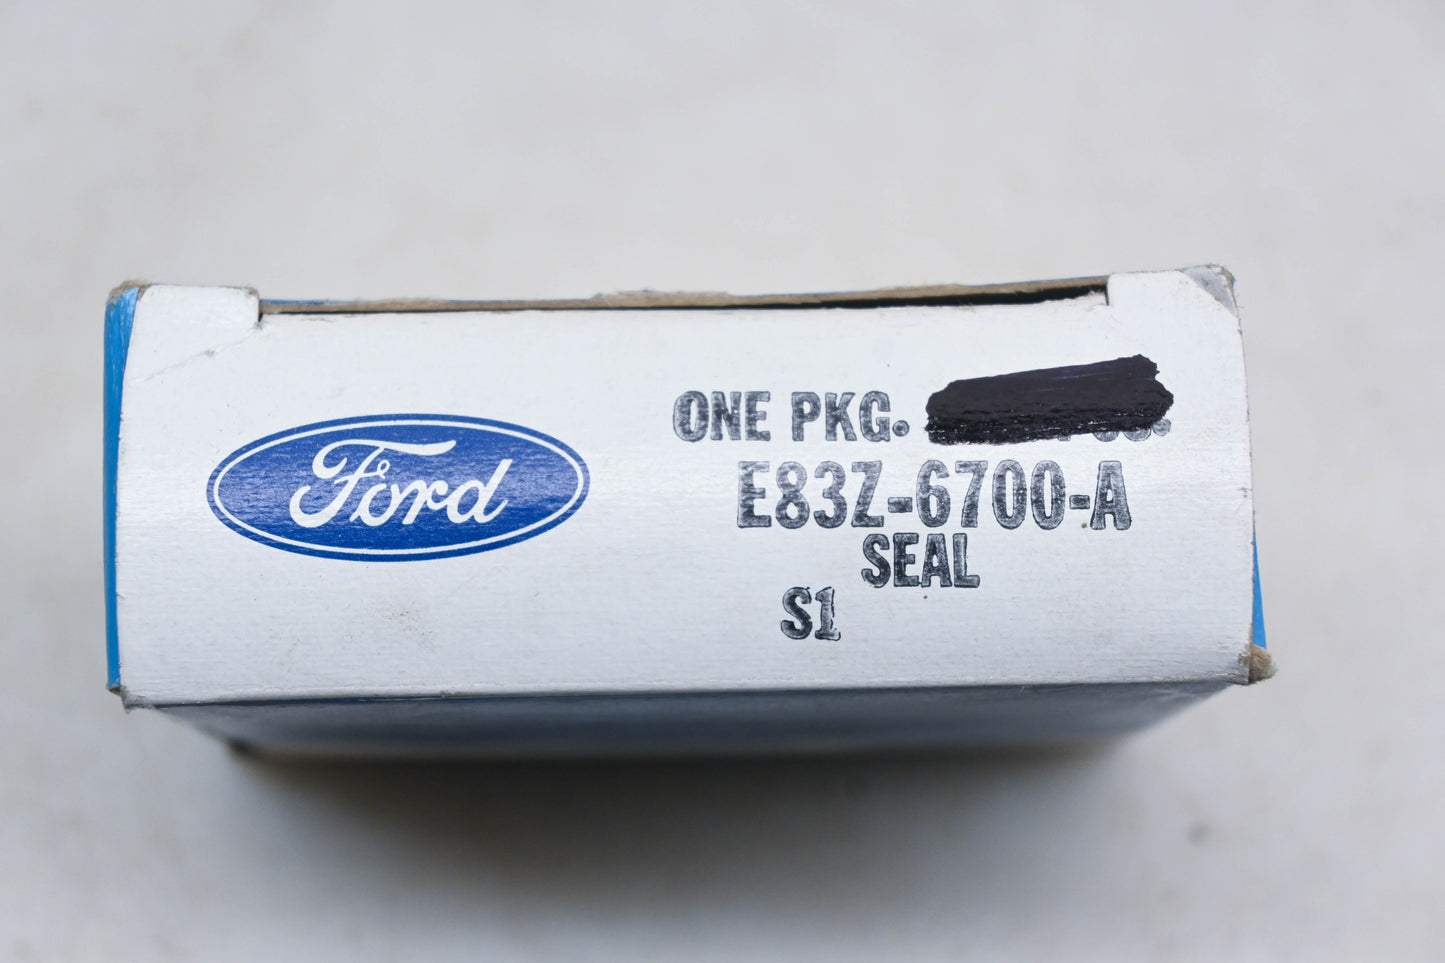 Ford
ONE PKG.
E83Z-6700-A
SEAL
S1